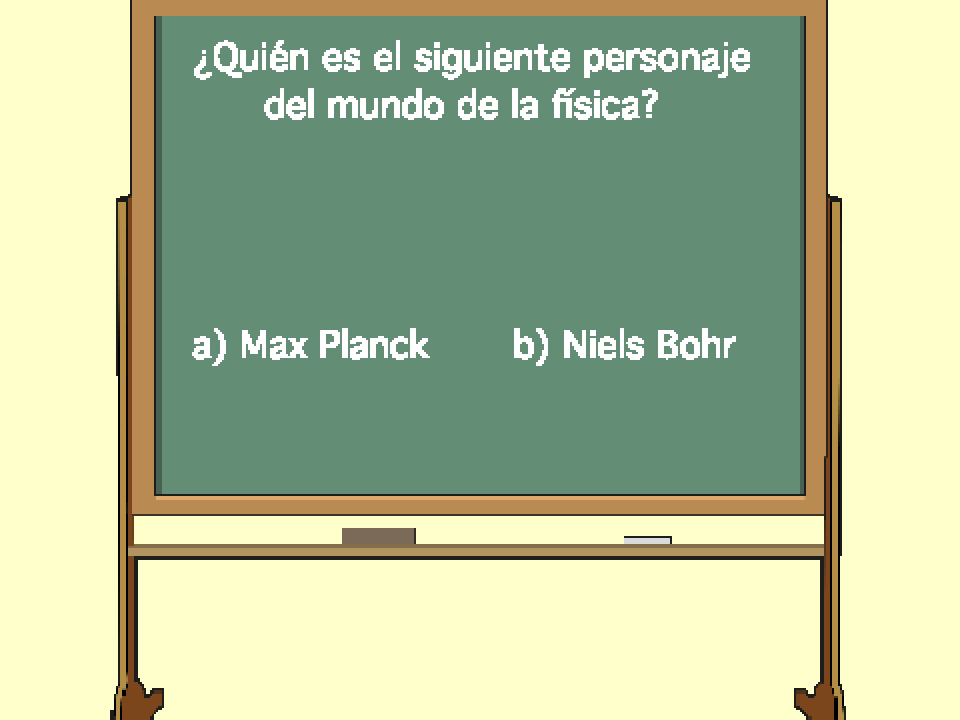 ¿Quién es el siguiente personaje
del mundo de la física?
a) Max Planck b) Niels Bohr